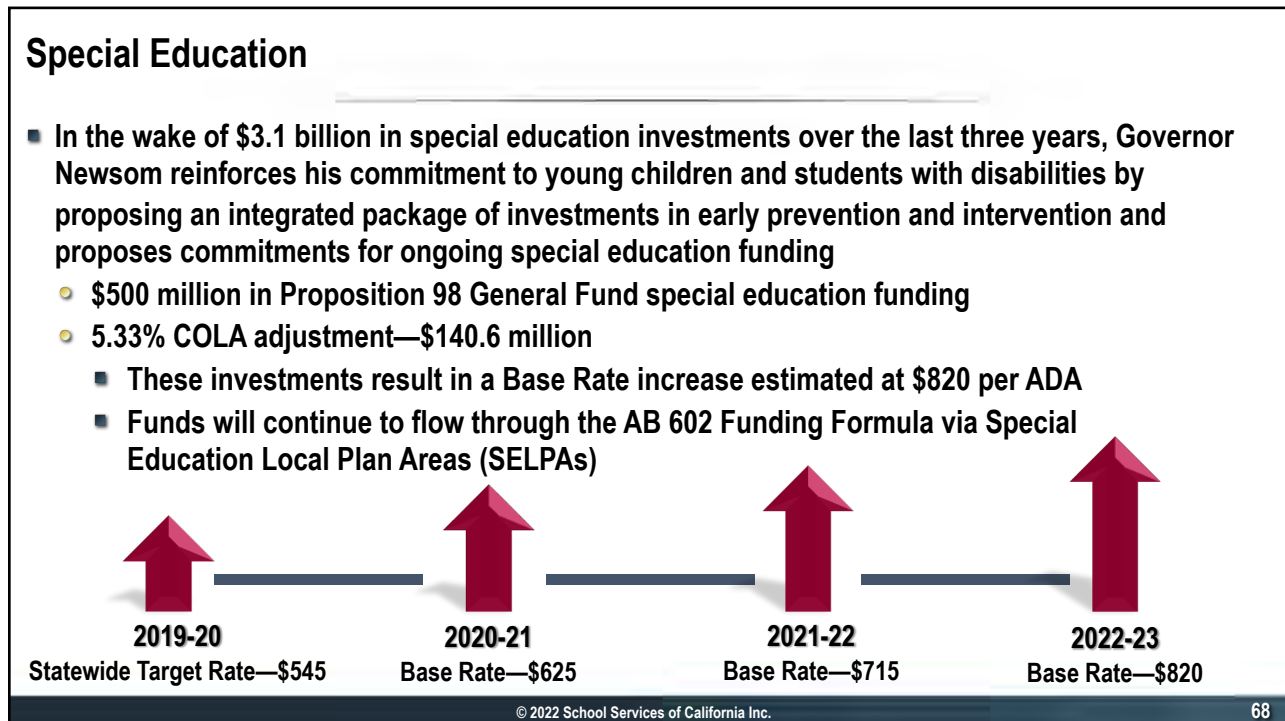 Special Education
▪ In the wake of $3.1 billion in special education investments over the last three years, Governor
Newsom reinforces his commitment to young children and students with disabilities by
proposing an integrated package of investments in early prevention and intervention and
proposes commitments for ongoing special education funding
● $500 million in Proposition 98 General Fund special education funding
● 5.33% COLA adjustment—$140.6 million
▪ These investments result in a Base Rate increase estimated at $820 per ADA
▪ Funds will continue to flow through the AB 602 Funding Formula via Special
Education Local Plan Areas (SELPAs)
2019-20
Statewide Target Rate—$545
2020-21
Base Rate—$625
2021-22
Base Rate—$715
2022-23
Base Rate—$820
© 2022 School Services of California Inc.
68